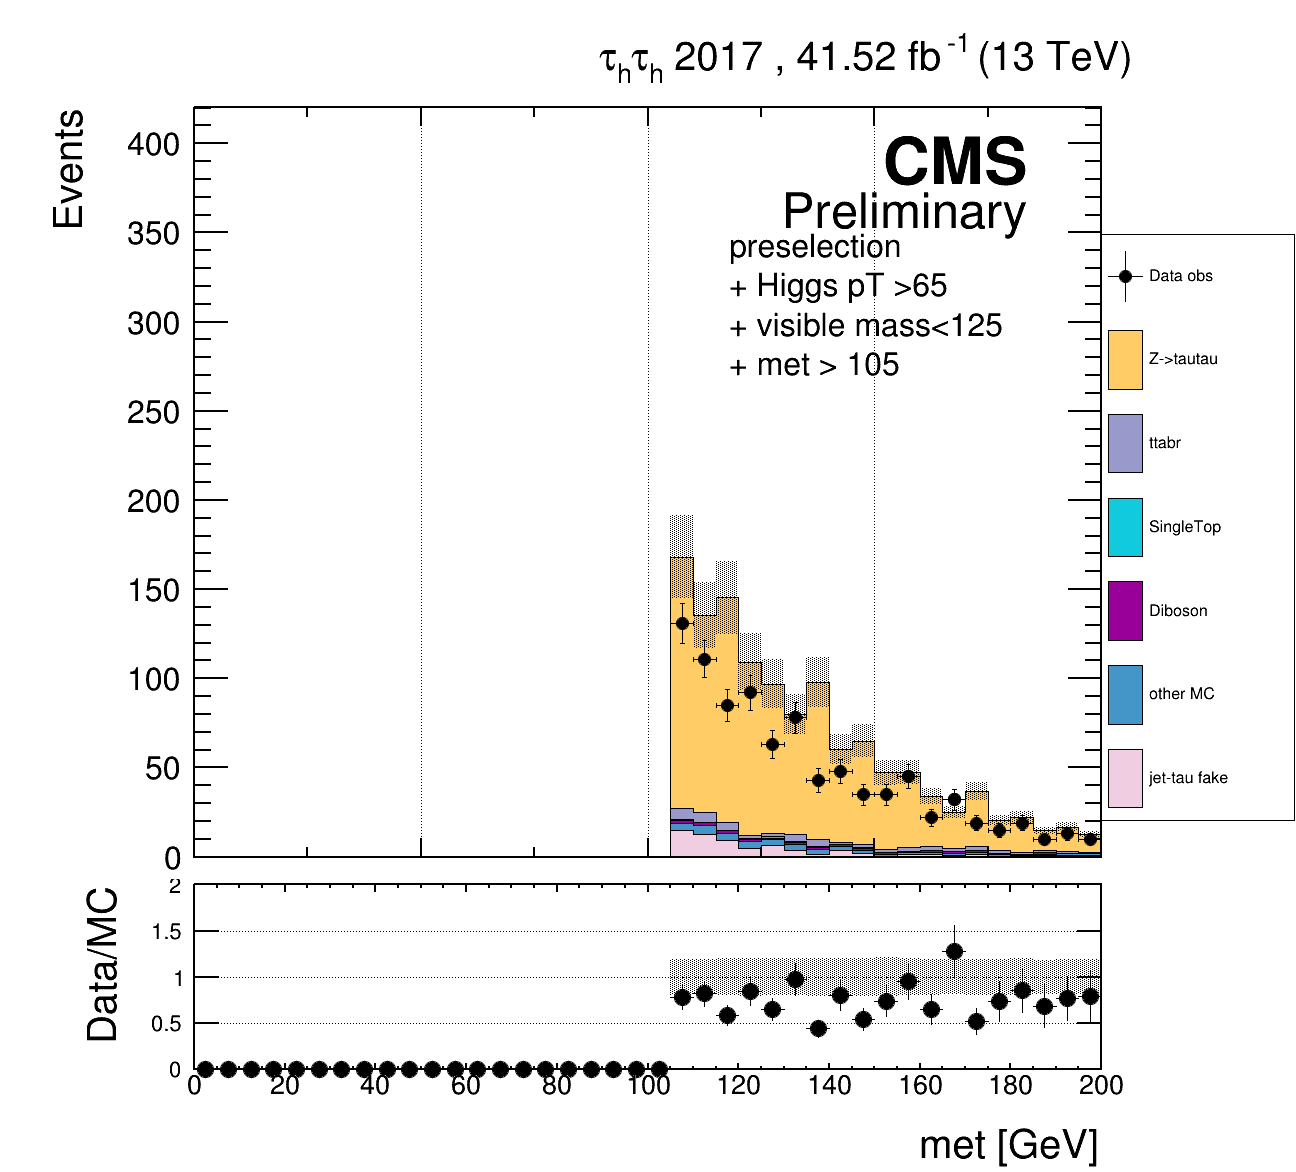 τhτh 2017 , 41.52 fb-1 (13 TeV)
Events
400
350
300
250
200
150
100
50
0
CMS
Preliminary
preselection
+ Higgs pT >65
+ visible mass<125
+ met > 105
Data obs
Z->tautau
ttabr
SingleTop
Diboson
other MC
jet-tau fake
Data/MC
2
1.5
1
0.5
0
0 20 40 60 80 100 120 140 160 180 200
met [GeV]